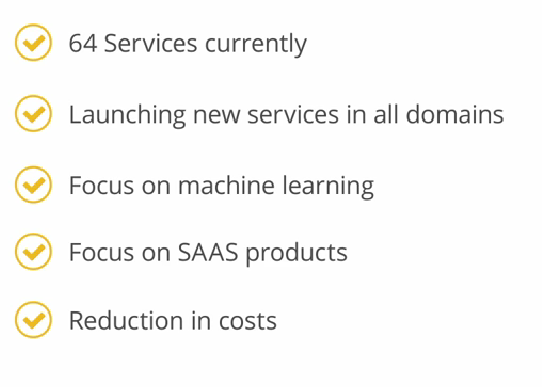 64 Services currently
Launching new services in all domains
Focus on machine learning
Focus on SAAS products
Reduction in costs